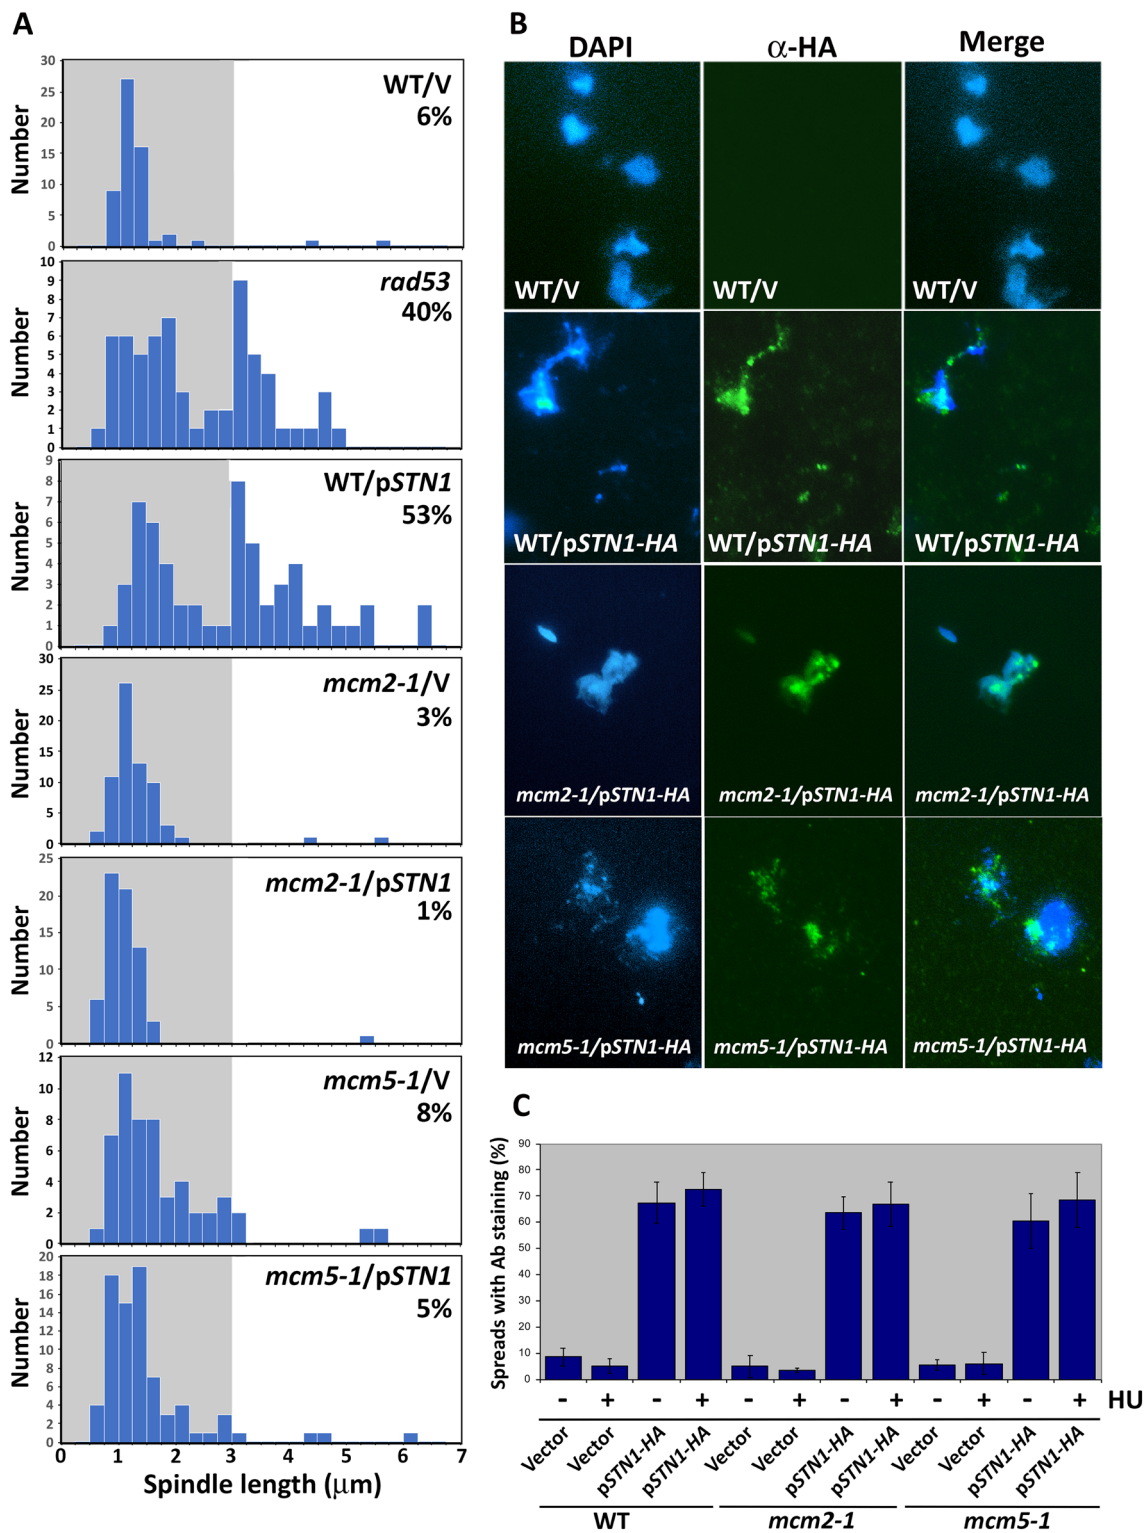 A
Number
30
25
20
15
10
5
0
WT/V
6%
Number
10
9
8
7
6
5
4
3
2
1
0
rad53
40%
Number
9
8
7
6
5
4
3
2
1
0
WT/pSTN1
53%
Number
30
25
20
15
10
5
0
mcm2-1/V
3%
Number
25
20
15
10
5
0
mcm2-1/pSTN1
1%
Number
12
10
8
6
4
2
0
mcm5-1/V
8%
Number
20
18
16
14
12
10
8
6
4
2
0
mcm5-1/pSTN1
5%
0 1 2 3 4 5 6 7
Spindle length (μm)
B
DAPI α-HA Merge
WT/V WT/V WT/V
WT/pSTN1-HA WT/pSTN1-HA WT/pSTN1-HA
mcm2-1/pSTN1-HA mcm2-1/pSTN1-HA mcm2-1/pSTN1-HA
mcm5-1/pSTN1-HA mcm5-1/pSTN1-HA mcm5-1/pSTN1-HA
C
Spreads with Ab staining (%)
90
80
70
60
50
40
30
20
10
0
- + - + - + - + - + - + HU
Vector Vector pSTN1-HA pSTN1-HA Vector Vector pSTN1-HA pSTN1-HA Vector Vector pSTN1-HA pSTN1-HA
WT mcm2-1 mcm5-1